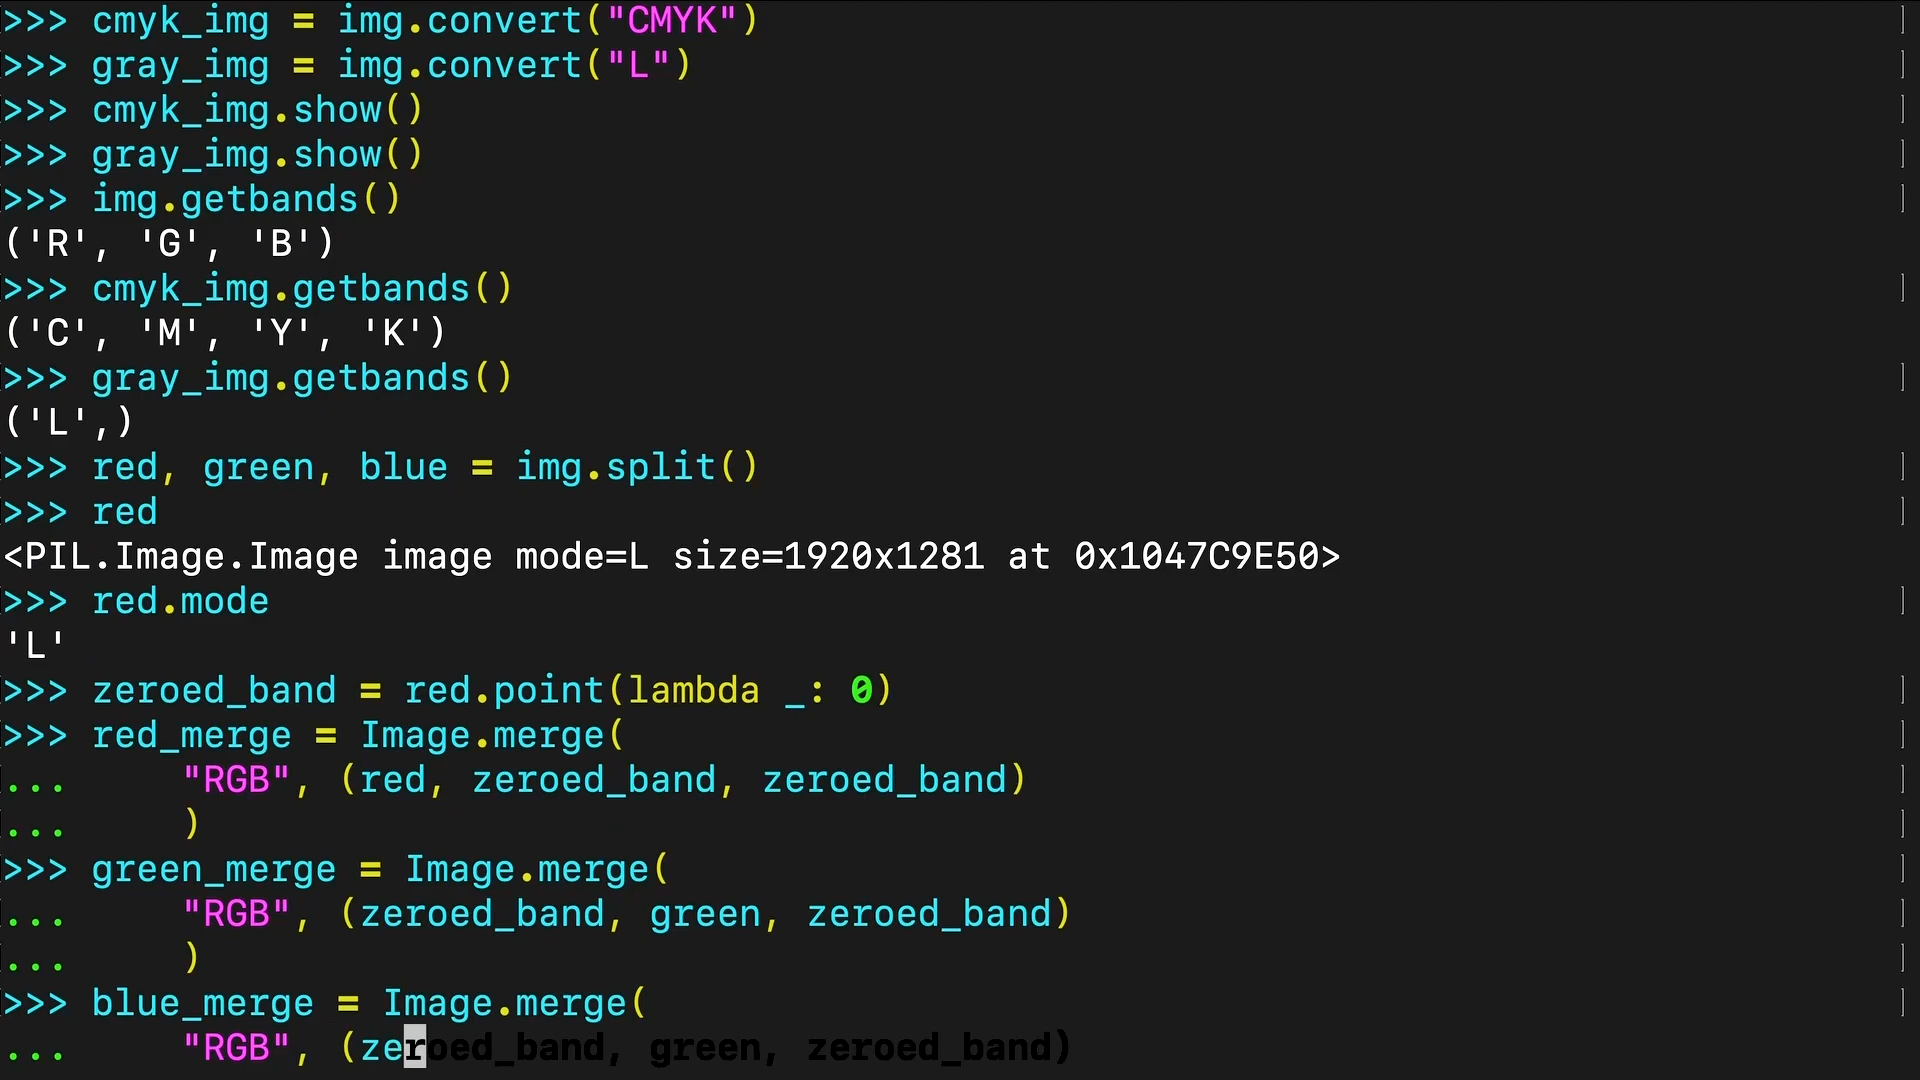 >>> cmyk_img = img.convert("CMYK")
>>> gray_img = img.convert("L")
>>> cmyk_img.show()
>>> gray_img.show()
>>> img.getbands()
('R', 'G', 'B')
>>> cmyk_img.getbands()
('C', 'M', 'Y', 'K')
>>> gray_img.getbands()
('L',)
>>> red, green, blue = img.split()
>>> red
<PIL.Image.Image image mode=L size=1920x1281 at 0x1047C9E50>
>>> red.mode
'L'
>>> zeroed_band = red.point(lambda _: 0)
>>> red_merge = Image.merge(
...     "RGB", (red, zeroed_band, zeroed_band)
...     )
>>> green_merge = Image.merge(
...     "RGB", (zeroed_band, green, zeroed_band)
...     )
>>> blue_merge = Image.merge(
...     "RGB", (zeroed_band, green, zeroed_band)